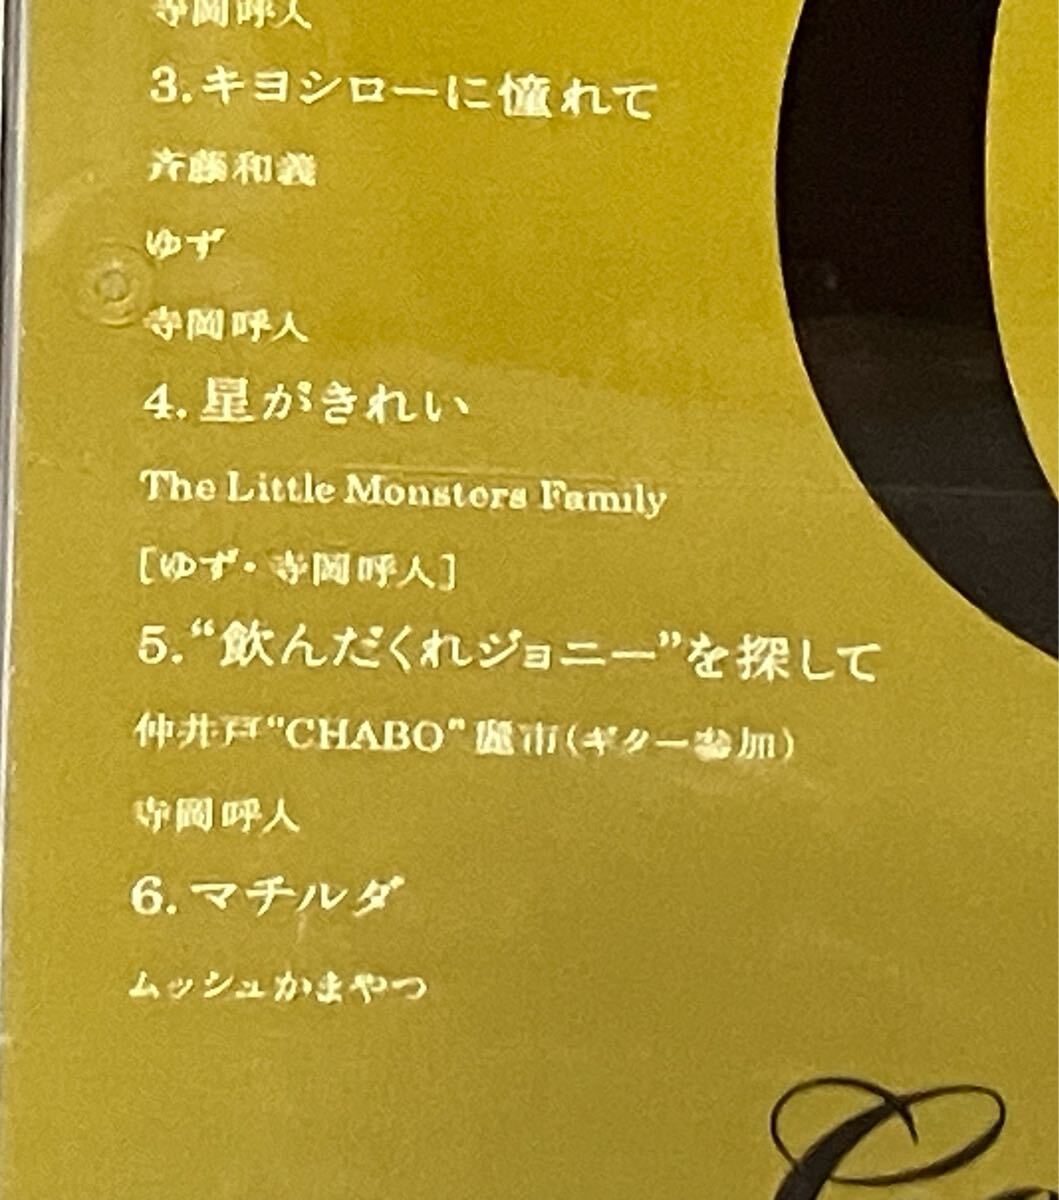 寺岡呼人
3.キヨシローに憧れて
斉藤和義
ゆず
寺岡呼人
4.星がきれい
The Little Monsters Family
[ゆず・寺岡呼人]
5.“飲んだくれジョニー”を探して
仲井戸"CHABO"麗市(ギター参加)
寺岡呼人
6.マチルダ
ムッシュかまやつ